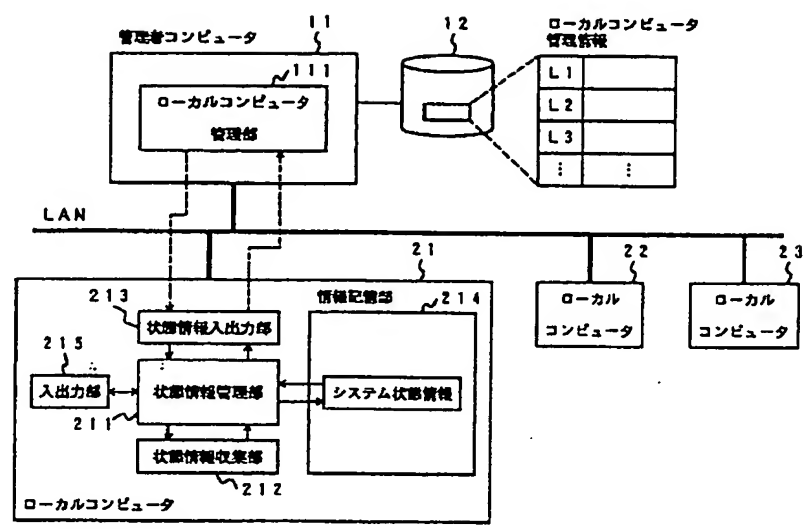 管理者コンピュータ
11
12
ローカルコンピュータ
管理情報
111
ローカルコンピュータ
管理部
L1
L2
L3
⋮ ⋮
LAN
21
22
23
213
情報記憶部
214
ローカル
コンピュータ
ローカル
コンピュータ
状態情報入出力部
215
入出力部
状態情報管理部
システム状態情報
211
状態情報収集部
212
ローカルコンピュータ